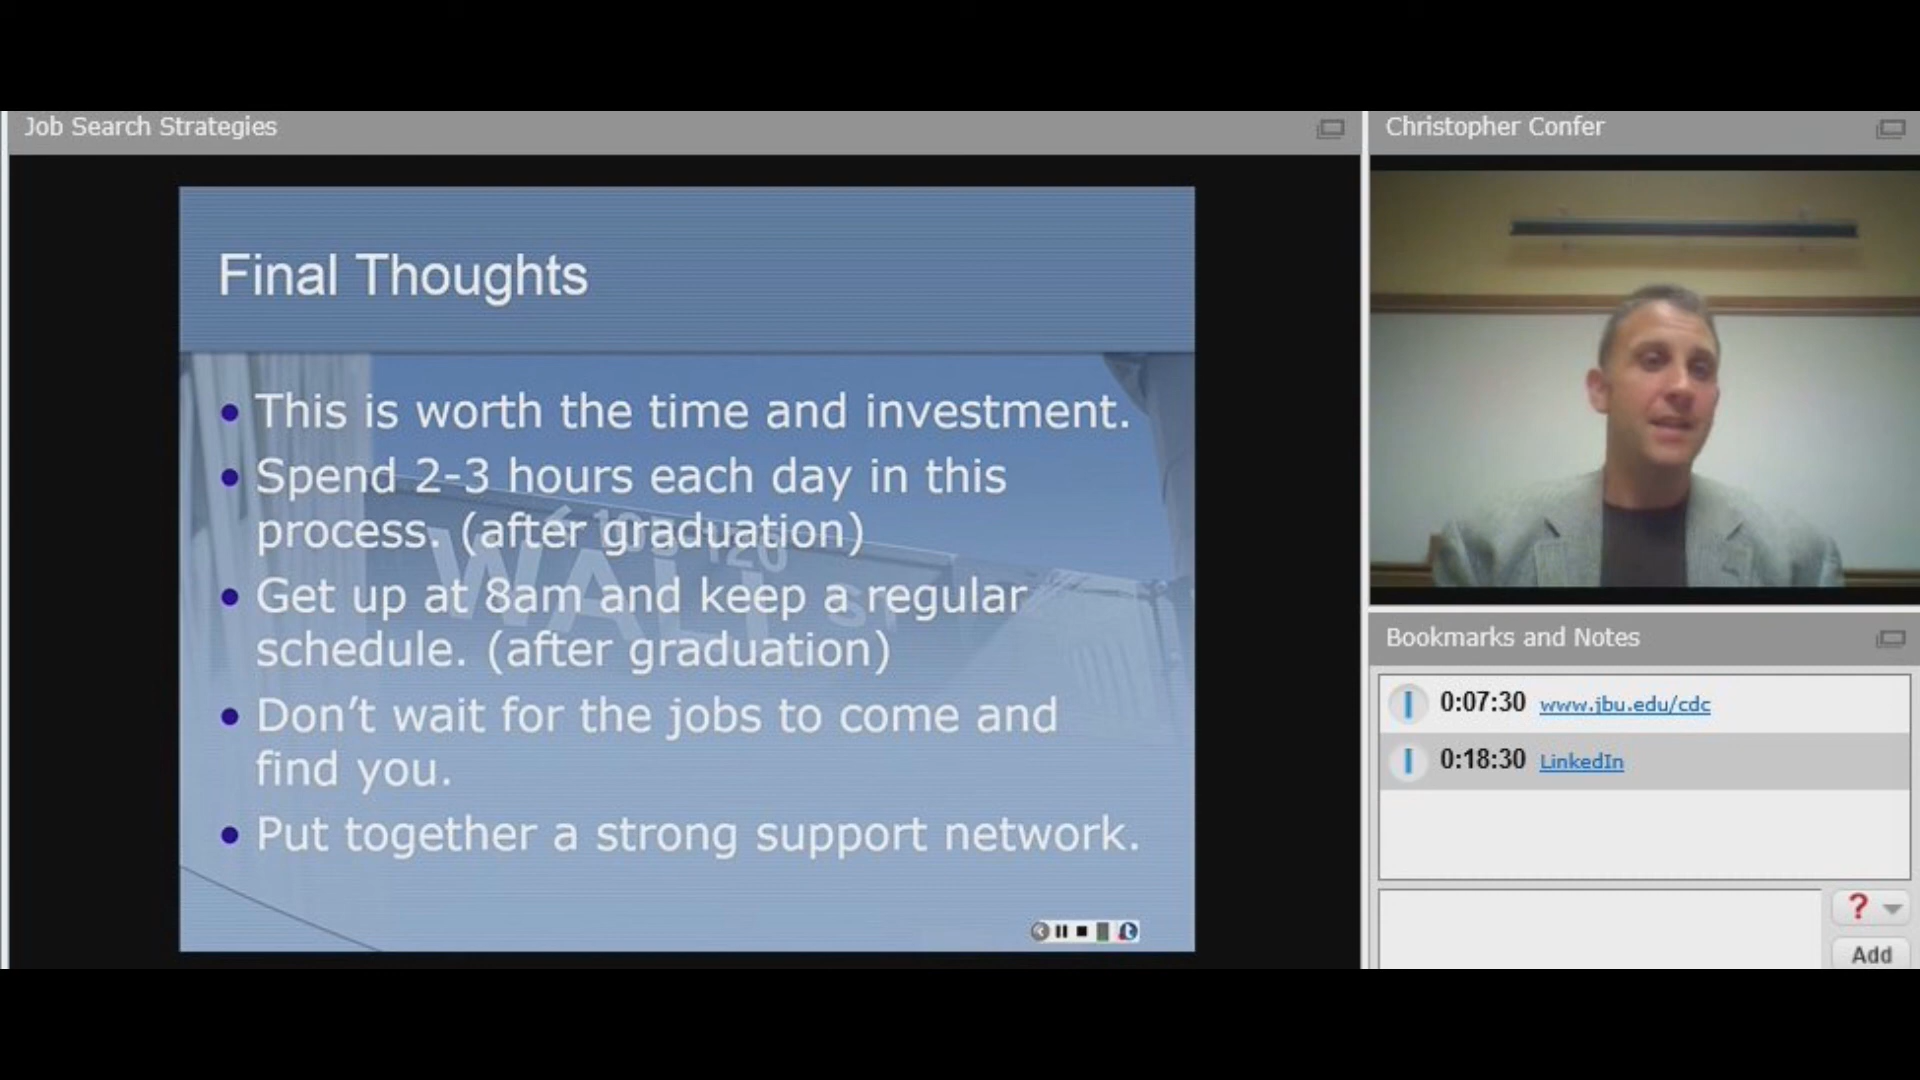 Job Search Strategies
Christopher Confer
Final Thoughts
This is worth the time and investment.
Spend 2-3 hours each day in this
process. (after graduation)
Get up at 8am and keep a regular
schedule. (after graduation)
Don't wait for the jobs to come and
find you.
Put together a strong support network.
WALL ST
Bookmarks and Notes
0:07:30 www.jbu.edu/cdc
0:18:30 LinkedIn
?
Add